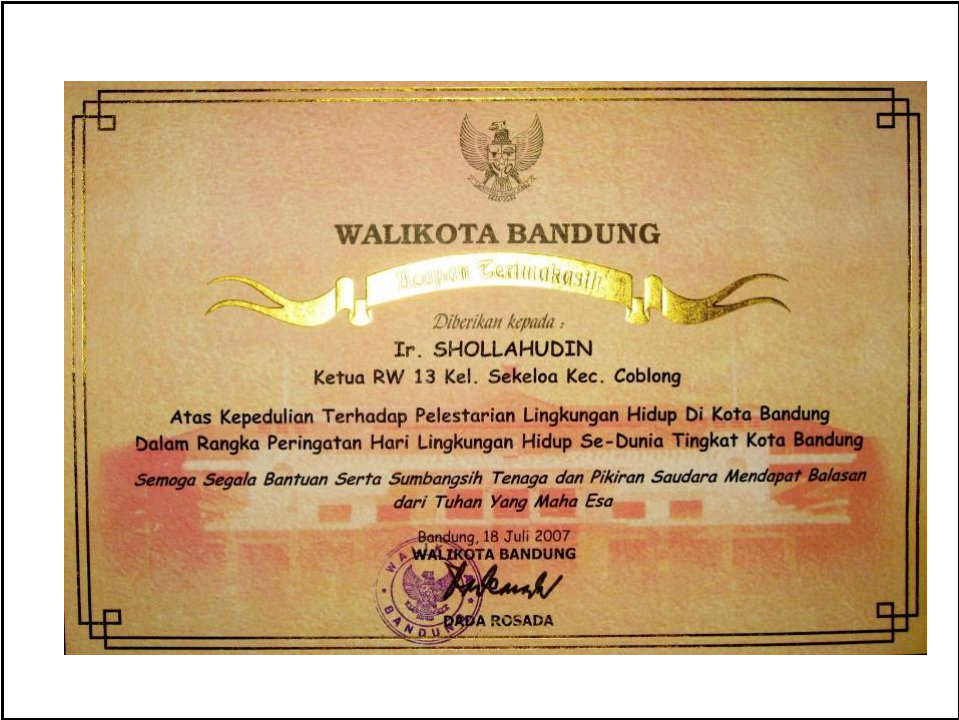 WALIKOTA BANDUNG
Ucapan Terimakasih
Diberikan kepada :
Ir. SHOLLAHUDIN
Ketua RW 13 Kel. Sekeloa Kec. Coblong
Atas Kepedulian Terhadap Pelestarian Lingkungan Hidup Di Kota Bandung
Dalam Rangka Peringatan Hari Lingkungan Hidup Se-Dunia Tingkat Kota Bandung
Semoga Segala Bantuan Serta Sumbangsih Tenaga dan Pikiran Saudara Mendapat Balasan
dari Tuhan Yang Maha Esa
Bandung, 18 Juli 2007
WALIKOTA BANDUNG
DADA ROSADA
WALIKOTA
BANDUNG